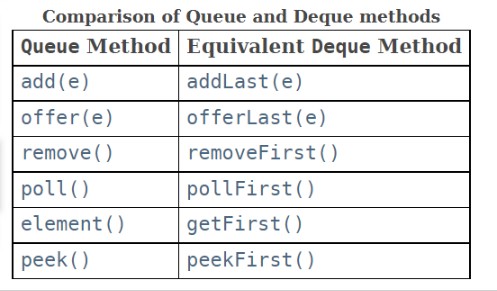 Comparison of Queue and Deque methods
Queue Method Equivalent Deque Method
add(e) addLast(e)
offer(e) offerLast(e)
remove() removeFirst()
poll() pollFirst()
element() getFirst()
peek() peekFirst()